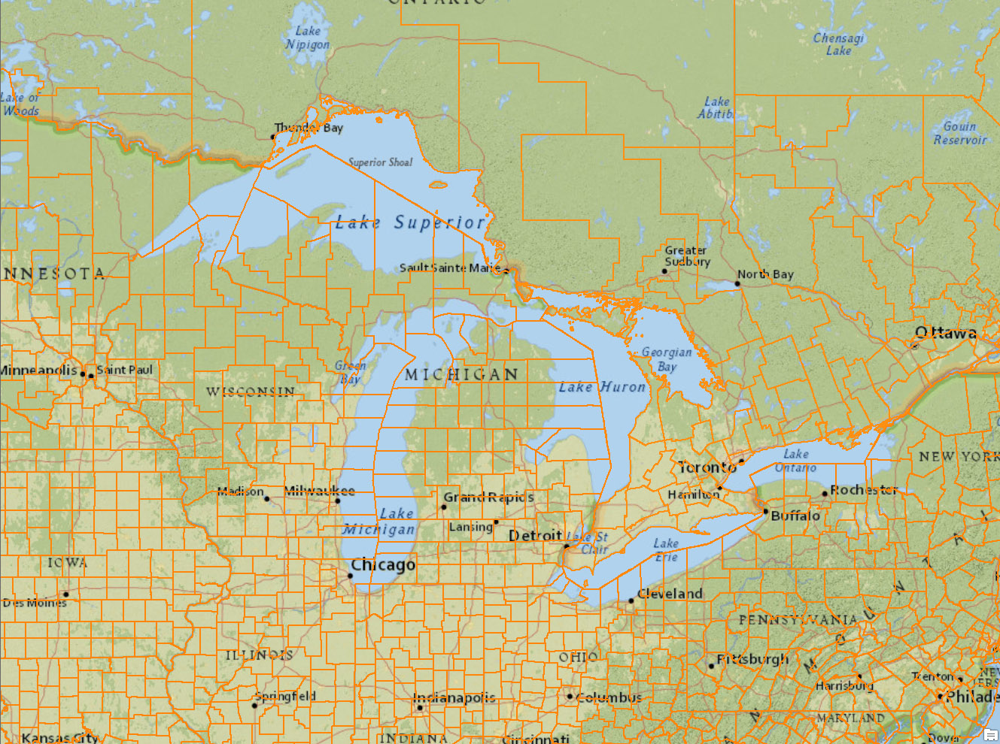 ONTARIO
Lake
Nipigon
Chensagi
Lake
Lake of
Woods
Lake
Abitibi
Gouin
Reservoir
Thunder Bay
Superior Shoal
Lake Superior
Sault Sainte Marie
Greater
Sudbury
North Bay
NNESOTA
Ottawa
Minneapolis
Saint Paul
Green
Bay
MICHIGAN
Georgian
Bay
WISCONSIN
Lake Huron
Lake
Ontario
NEW YORK
Toronto
Madison
Milwaukee
Grand Rapids
Hamilton
Rochester
Lansing
Buffalo
Lake
Michigan
Detroit
Lake St
Clair
Lake
Erie
IOWA
Chicago
Des Moines
Cleveland
PENNSYLVANIA
ILLINOIS
OHIO
Pittsburgh
Harrisburg
Trenton
NEW
JERS
Springfield
Indianapolis
Columbus
Philade
MARYLAND
Kansas City
INDIANA
Cincinnati
Dover
N
M
O
U
N
T
A
I